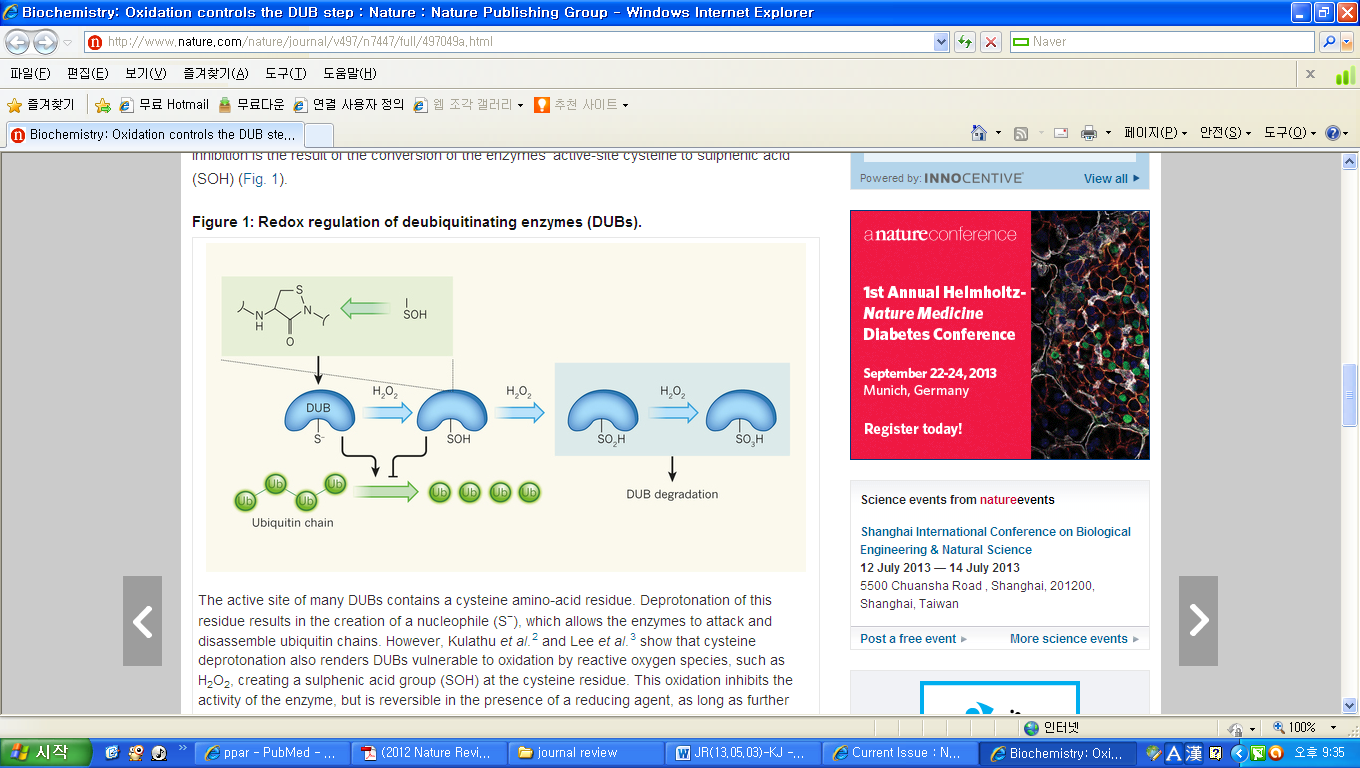 Biochemistry: Oxidation controls the DUB step : Nature : Nature Publishing Group - Windows Internet Explorer
http://www.nature.com/nature/journal/v497/n7447/full/497049a.html
Naver
파일(F) 편집(E) 보기(V) 즐겨찾기(A) 도구(T) 도움말(H)
즐겨찾기 무료 Hotmail 무료다운 연결 사용자 정의 웹 조각 갤러리 추천 사이트
Biochemistry: Oxidation controls the DUB ste...
페이지(P) 안전(S) 도구(O)
inhibition is the result of the conversion of the enzymes' active-site cysteine to sulphenic acid
(SOH) (Fig. 1).
Figure 1: Redox regulation of deubiquitinating enzymes (DUBs).
S
N
N
H
O
SOH
DUB
S-
H2O2
SOH
H2O2
SO2H
H2O2
SO3H
Ub Ub Ub Ub
Ub Ub Ub Ub
Ubiquitin chain
DUB degradation
The active site of many DUBs contains a cysteine amino-acid residue. Deprotonation of this
residue results in the creation of a nucleophile (S−), which allows the enzymes to attack and
disassemble ubiquitin chains. However, Kulathu et al.2 and Lee et al.3 show that cysteine
deprotonation also renders DUBs vulnerable to oxidation by reactive oxygen species, such as
H2O2, creating a sulphenic acid group (SOH) at the cysteine residue. This oxidation inhibits the
activity of the enzyme, but is reversible in the presence of a reducing agent, as long as further
Powered by: INNOCENTIVE
View all
a nature conference
1st Annual Helmholtz-
Nature Medicine
Diabetes Conference
September 22-24, 2013
Munich, Germany
Register today!
Science events from natureevents
Shanghai International Conference on Biological
Engineering & Natural Science
12 July 2013 — 14 July 2013
5500 Chuansha Road , Shanghai, 201200,
Shanghai, Taiwan
Post a free event
More science events
인터넷
100%
시작
ppar - PubMed - ...
(2012 Nature Revi...
journal review
JR(13,05,03)-KJ -...
Current Issue : N...
Biochemistry: Oxi...
A 漢
오후 9:35